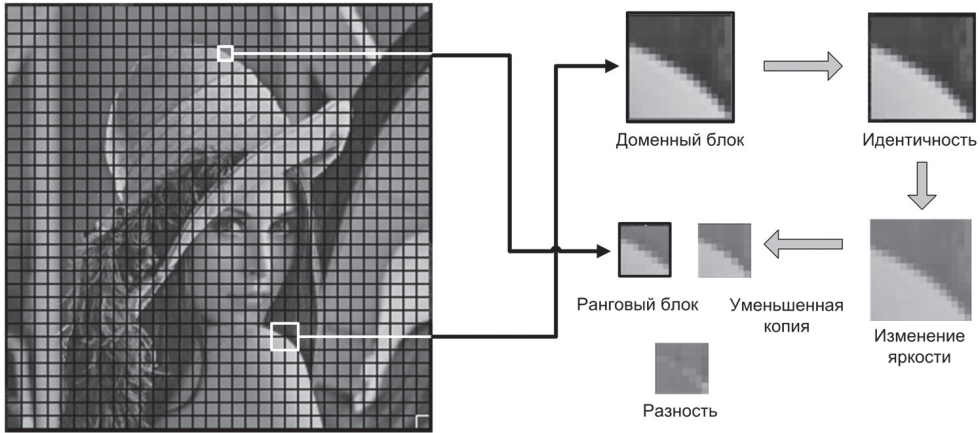 Доменный блок
Идентичность
Ранговый блок
Уменьшенная
копия
Изменение
яркости
Разность